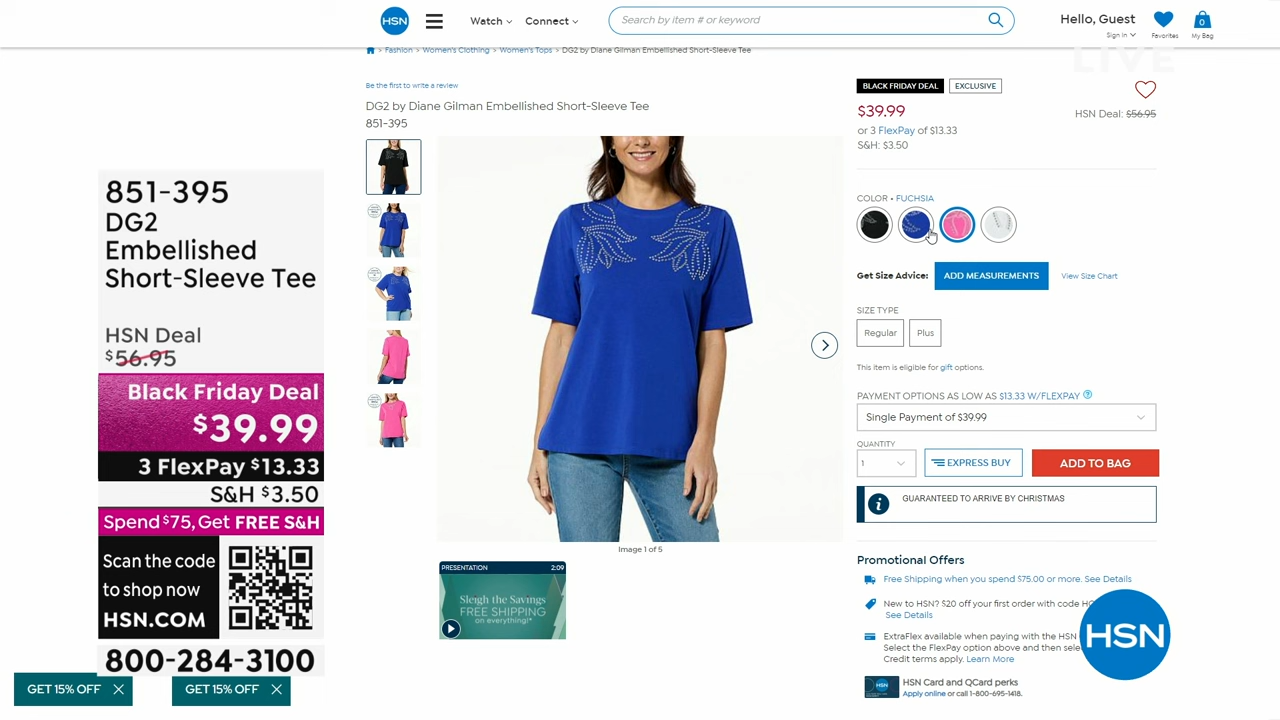 HSN
Watch
Connect
Search by item # or keyword
Hello, Guest
Sign In
Favorites
0
My Bag
LIVE
> Fashion > Women's Clothing > Women's Tops > DG2 by Diane Gilman Embellished Short-Sleeve Tee
Be the first to write a review
DG2 by Diane Gilman Embellished Short-Sleeve Tee
851-395
BLACK FRIDAY DEAL
EXCLUSIVE
$39.99
HSN Deal: $56.95
or 3 FlexPay of $13.33
S&H: $3.50
COLOR • FUCHSIA
Get Size Advice:
ADD MEASUREMENTS
View Size Chart
SIZE TYPE
Regular
Plus
This item is eligible for gift options.
PAYMENT OPTIONS AS LOW AS $13.33 W/FLEXPAY
Single Payment of $39.99
QUANTITY
1
EXPRESS BUY
ADD TO BAG
GUARANTEED TO ARRIVE BY CHRISTMAS
Image 1 of 5
PRESENTATION 2:09
Sleigh the Savings
FREE SHIPPING
on everything!*
Promotional Offers
Free Shipping when you spend $75.00 or more. See Details
New to HSN? $20 off your first order with code
See Details
ExtraFlex available when paying with the HSN
Select the FlexPay option above and then
Credit terms apply. Learn More
HSN Card and QCard perks
Apply online or call 1-800-695-1418.
HSN
851-395
DG2
Embellished
Short-Sleeve Tee
HSN Deal
$56.95
Black Friday Deal
$39.99
3 FlexPay $13.33
S&H $3.50
Spend $75, Get FREE S&H
Scan the code
to shop now
HSN.COM
800-284-3100
GET 15% OFF
GET 15% OFF